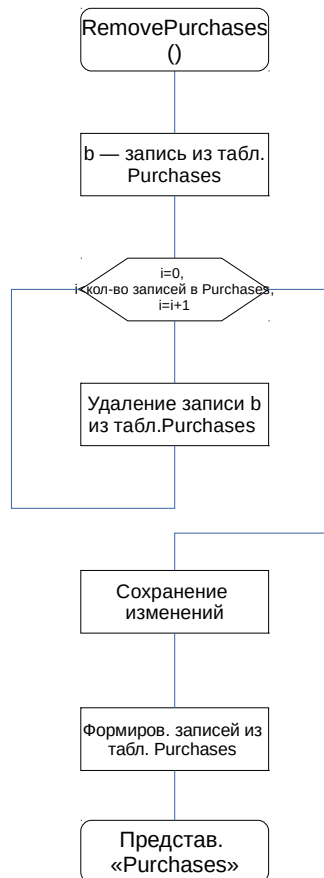 RemovePurchases
()
b — запись из табл.
Purchases
i=0,
i<кол-во записей в Purchases,
i=i+1
Удаление записи b
из табл.Purchases
Сохранение
изменений
Формиров. записей из
табл. Purchases
Представ.
«Purchases»